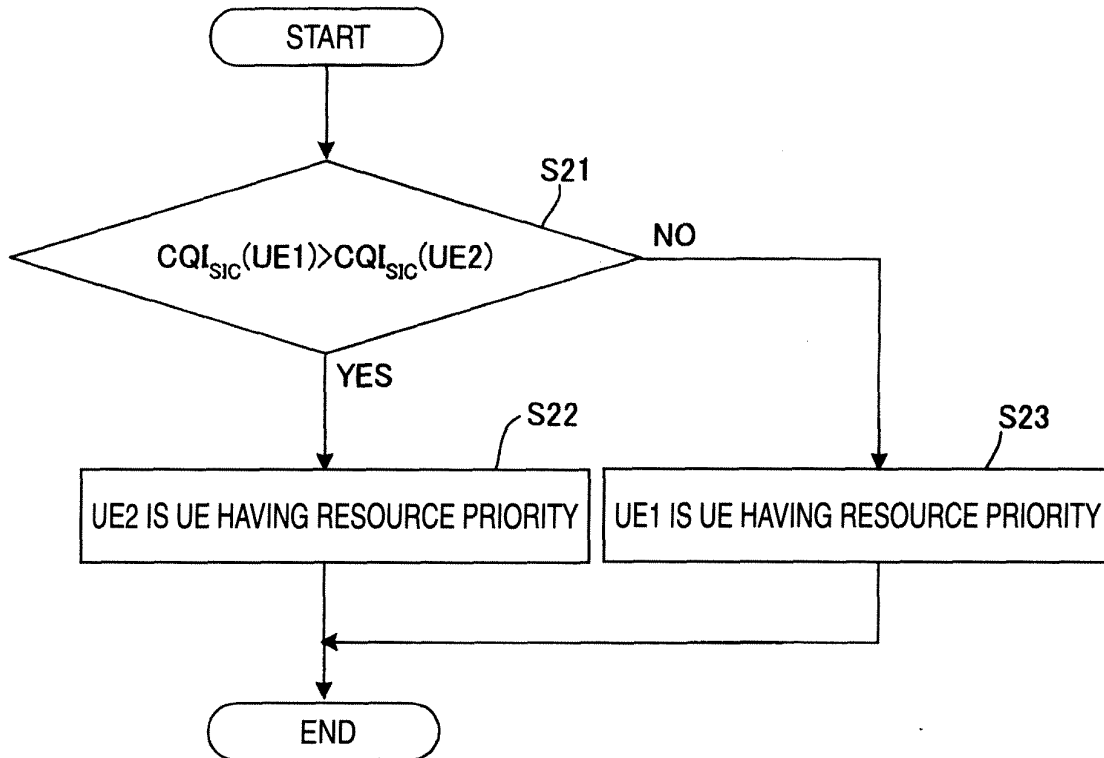 START
S21
CQI_SIC(UE1)>CQI_SIC(UE2)
NO
YES
S22
S23
UE2 IS UE HAVING RESOURCE PRIORITY
UE1 IS UE HAVING RESOURCE PRIORITY
END